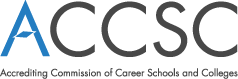 ACCSC
Accrediting Commission of Career Schools and Colleges